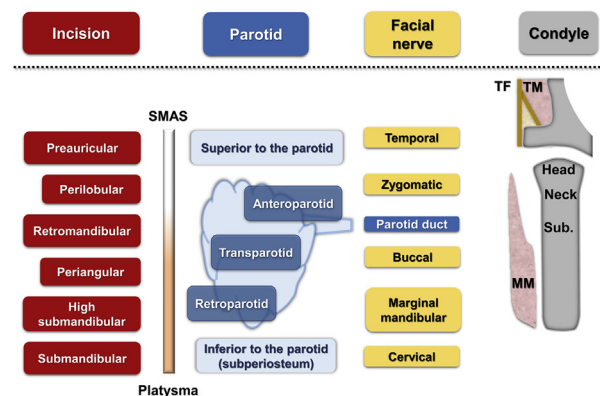 Incision
Parotid
Facial
nerve
Condyle
SMAS
TF
TM
Preauricular
Perilobular
Retromandibular
Periangular
High
submandibular
Submandibular
Platysma
Superior to the parotid
Anteroparotid
Transparotid
Retroparotid
Inferior to the parotid
(subperiosteum)
Temporal
Zygomatic
Parotid duct
Buccal
Marginal
mandibular
Cervical
Head
Neck
Sub.
MM